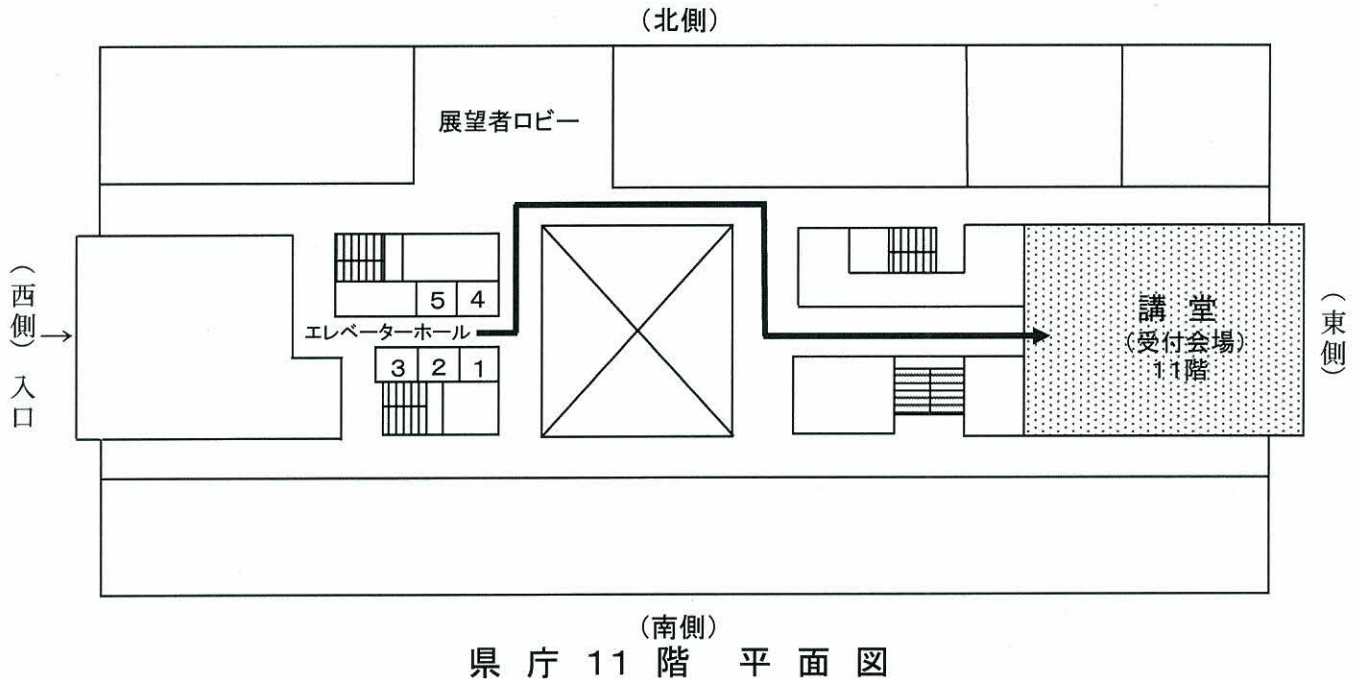 （北側）
展望者ロビー
（西側）入口
→
5 4
エレベーターホール
3 2 1
講堂
（受付会場）
11階
（東側）
（南側）
県庁11階 平面図